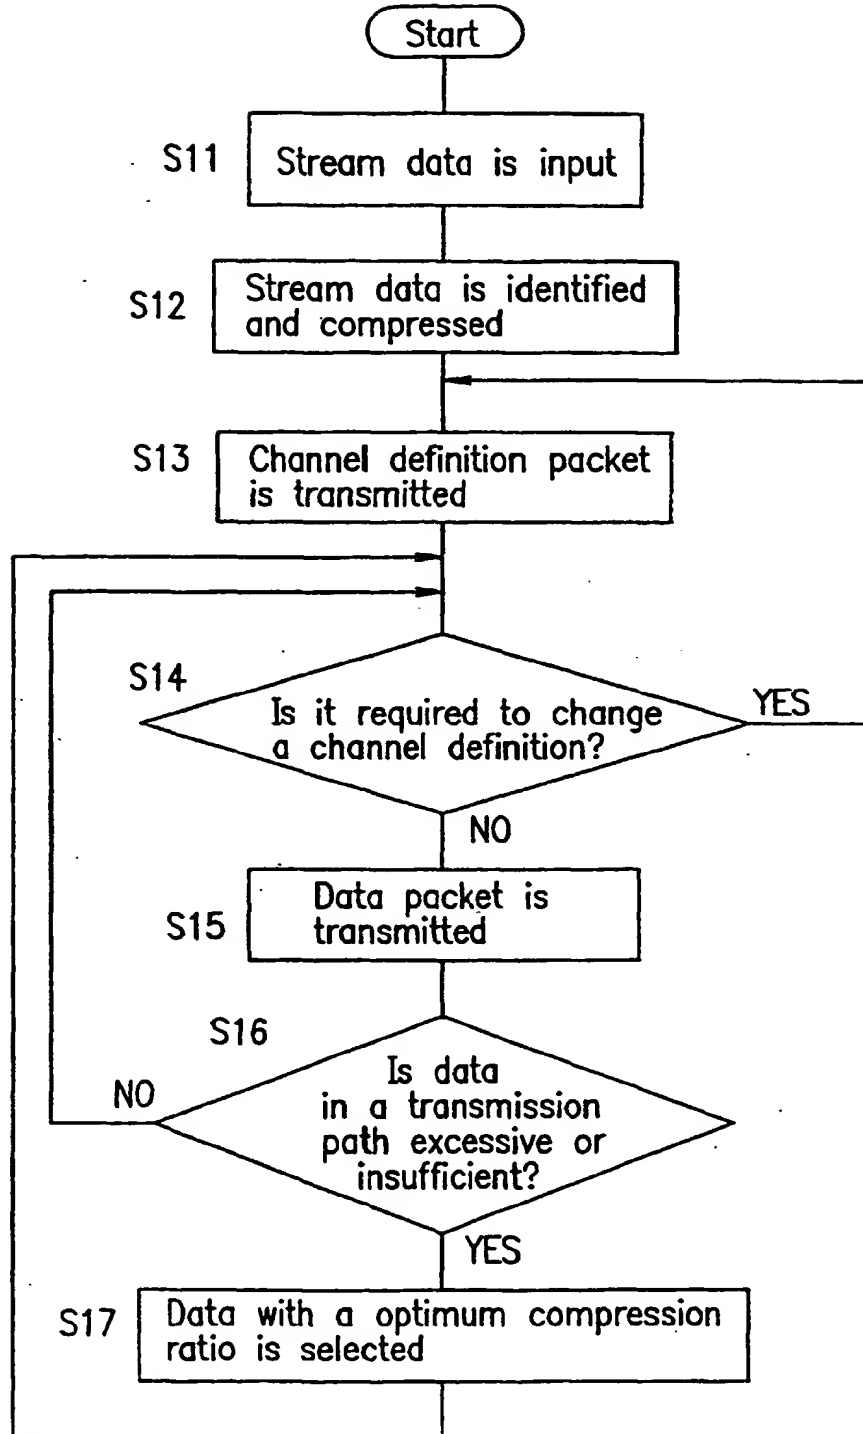 Start
S11
Stream data is input
S12
Stream data is identified
and compressed
S13
Channel definition packet
is transmitted
S14
Is it required to change
a channel definition?
YES
NO
S15
Data packet is
transmitted
S16
Is data
in a transmission
path excessive or
insufficient?
NO
YES
S17
Data with a optimum compression
ratio is selected